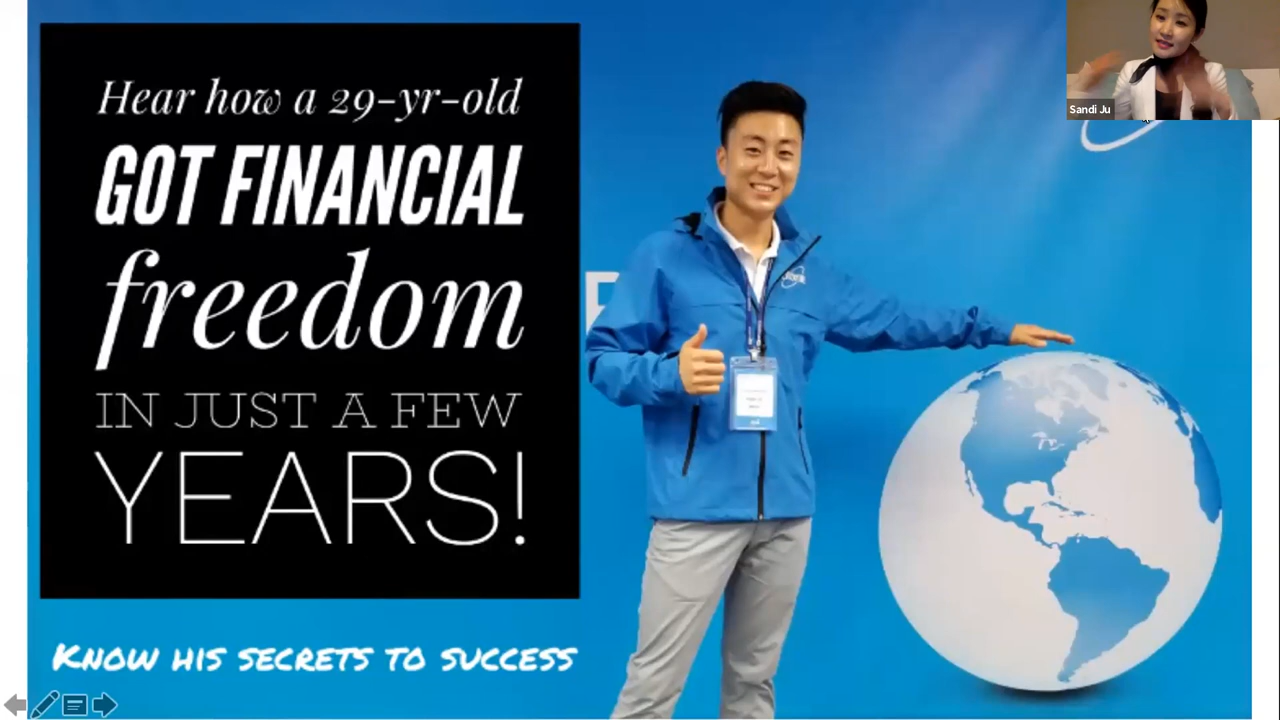 Hear how a 29-yr-old
GOT FINANCIAL
freedom
IN JUST A FEW
YEARS!
KNOW HIS SECRETS TO SUCCESS
Sandi Ju